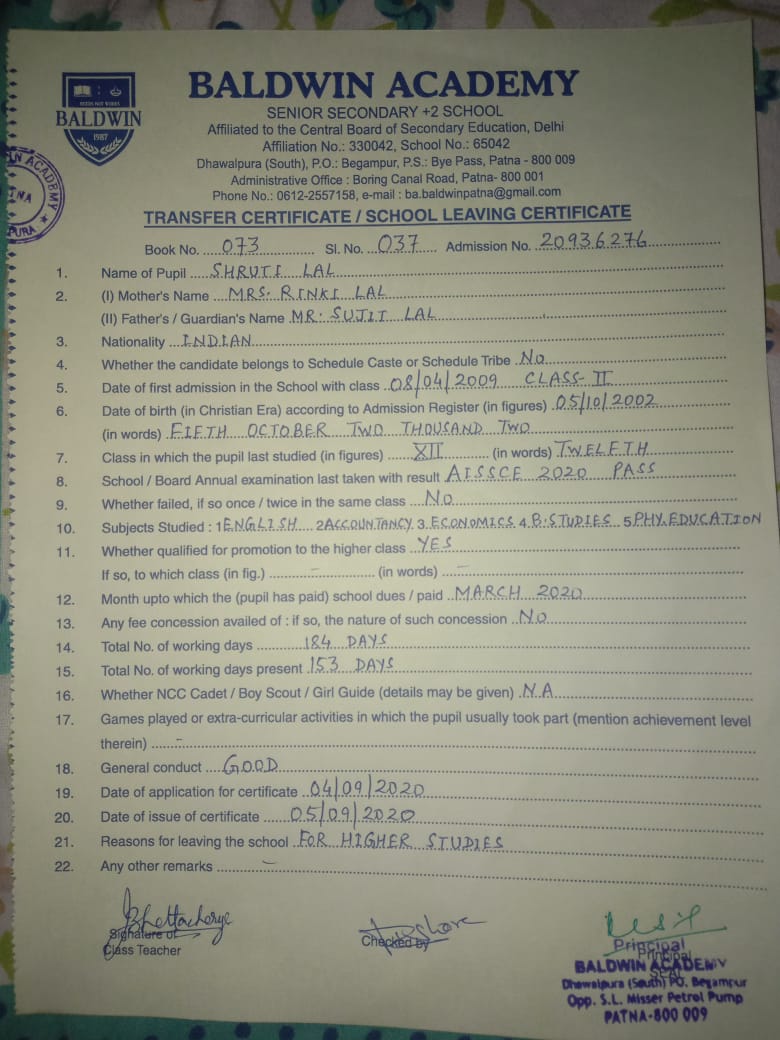 DEEDS NOT WORDS
BALDWIN
1987
BALDWIN ACADEMY
SENIOR SECONDARY +2 SCHOOL
Affiliated to the Central Board of Secondary Education, Delhi
Affiliation No.: 330042, School No.: 65042
Dhawalpura (South), P.O.: Begampur, P.S.: Bye Pass, Patna - 800 009
Administrative Office : Boring Canal Road, Patna- 800 001
Phone No.: 0612-2557158, e-mail : ba.baldwinpatna@gmail.com
TRANSFER CERTIFICATE / SCHOOL LEAVING CERTIFICATE
Book No. 073 Sl. No. 037 Admission No. 20936276
1. Name of Pupil SHRUTI LAL
2. (I) Mother's Name MRS. RINKI LAL
(II) Father's / Guardian's Name MR. SUJIT LAL
3. Nationality INDIAN
4. Whether the candidate belongs to Schedule Caste or Schedule Tribe No
5. Date of first admission in the School with class 08/04/2009 CLASS-II
6. Date of birth (in Christian Era) according to Admission Register (in figures) 05/10/2002
(in words) FIFTH OCTOBER TWO THOUSAND TWO
7. Class in which the pupil last studied (in figures) XII (in words) TWELFTH
8. School / Board Annual examination last taken with result AISSCE 2020 PASS
9. Whether failed, if so once / twice in the same class No
10. Subjects Studied : 1 ENGLISH 2 ACCOUNTANCY 3 ECONOMICS 4 B.STUDIES 5 PHY.EDUCATION
11. Whether qualified for promotion to the higher class YES
If so, to which class (in fig.) - (in words) -
12. Month upto which the (pupil has paid) school dues / paid MARCH 2020
13. Any fee concession availed of : if so, the nature of such concession No
14. Total No. of working days 184 DAYS
15. Total No. of working days present 153 DAYS
16. Whether NCC Cadet / Boy Scout / Girl Guide (details may be given) N.A
17. Games played or extra-curricular activities in which the pupil usually took part (mention achievement level
therein) -
18. General conduct GOOD
19. Date of application for certificate 04/09/2020
20. Date of issue of certificate 05/09/2020
21. Reasons for leaving the school FOR HIGHER STUDIES
22. Any other remarks -
Signature of
Class Teacher
Checked by
Principal
Principal
SEAL
BALDWIN ACADEMY
Dhawalpura (South) PO. Begampur
Opp. S.L. Misser Petrol Pump
PATNA-800 009